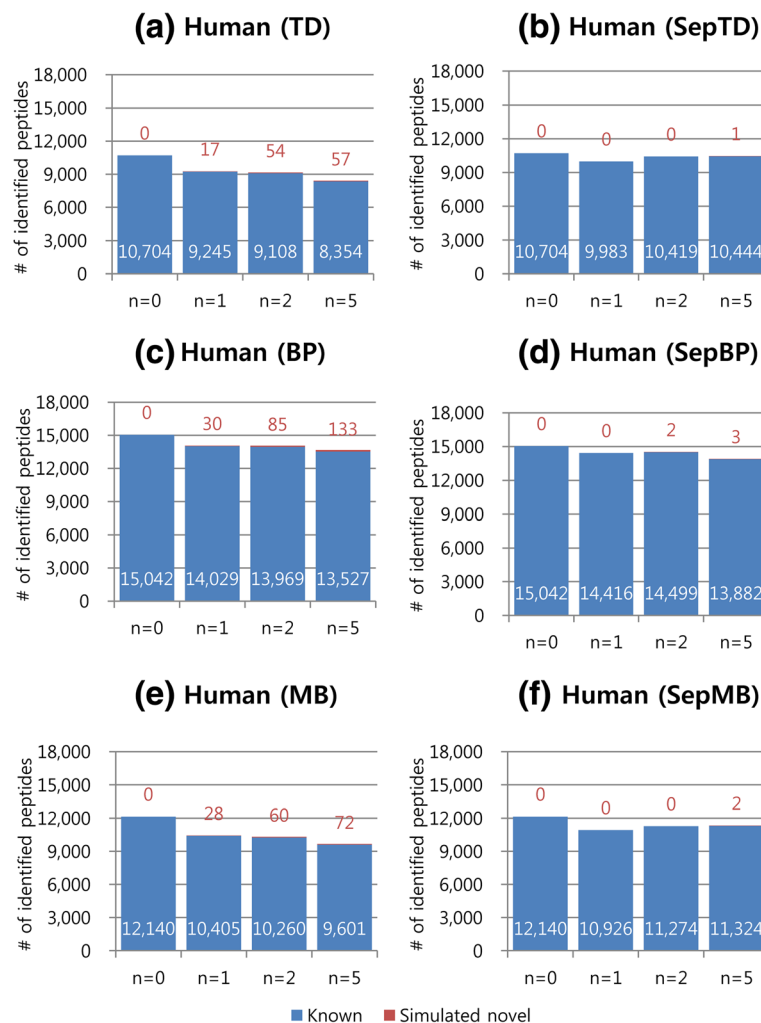 (a) Human (TD)
# of identified peptides
18,000
15,000
12,000
9,000
6,000
3,000
0
0
17
54
57
10,704
9,245
9,108
8,354
n=0
n=1
n=2
n=5
(b) Human (SepTD)
# of identified peptides
18,000
15,000
12,000
9,000
6,000
3,000
0
0
0
0
1
10,704
9,983
10,419
10,444
n=0
n=1
n=2
n=5
(c) Human (BP)
# of identified peptides
18,000
15,000
12,000
9,000
6,000
3,000
0
0
30
85
133
15,042
14,029
13,969
13,527
n=0
n=1
n=2
n=5
(d) Human (SepBP)
# of identified peptides
18,000
15,000
12,000
9,000
6,000
3,000
0
0
0
2
3
15,042
14,416
14,499
13,882
n=0
n=1
n=2
n=5
(e) Human (MB)
# of identified peptides
18,000
15,000
12,000
9,000
6,000
3,000
0
0
28
60
72
12,140
10,405
10,260
9,601
n=0
n=1
n=2
n=5
(f) Human (SepMB)
# of identified peptides
18,000
15,000
12,000
9,000
6,000
3,000
0
0
0
0
2
12,140
10,926
11,274
11,324
n=0
n=1
n=2
n=5
Known
Simulated novel